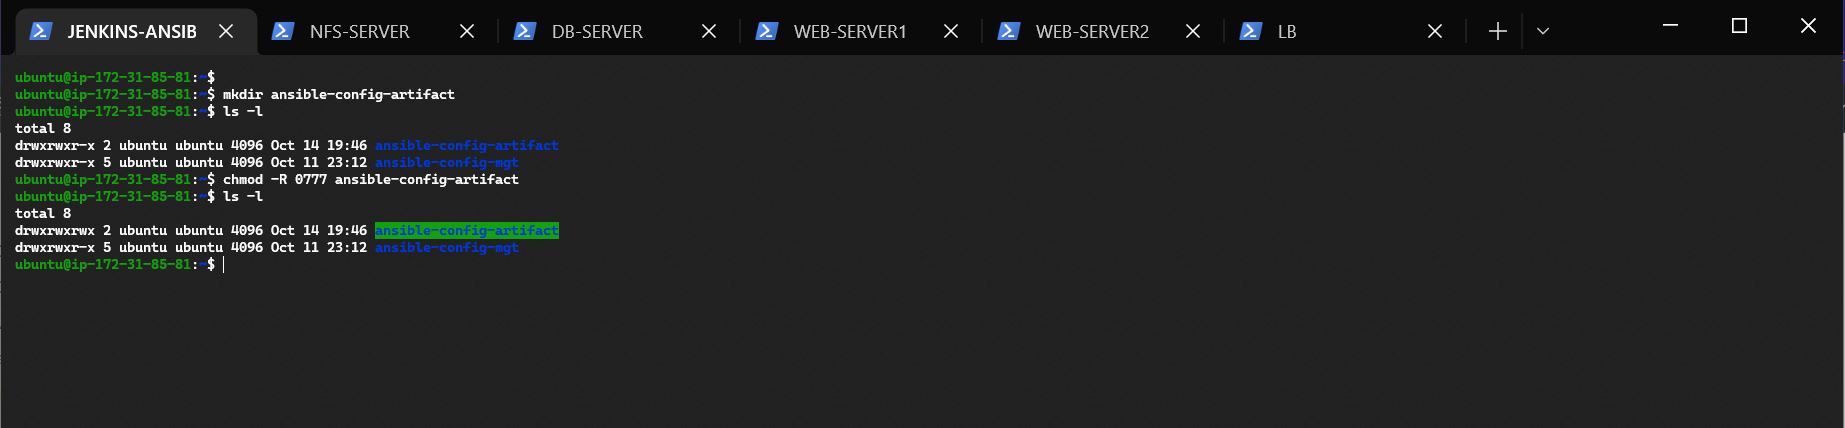 JENKINS-ANSIB NFS-SERVER DB-SERVER WEB-SERVER1 WEB-SERVER2 LB
ubuntu@ip-172-31-85-81:~$
ubuntu@ip-172-31-85-81:~$ mkdir ansible-config-artifact
ubuntu@ip-172-31-85-81:~$ ls -l
total 8
drwxrwxr-x 2 ubuntu ubuntu 4096 Oct 14 19:46 ansible-config-artifact
drwxrwxr-x 5 ubuntu ubuntu 4096 Oct 11 23:12 ansible-config-mgt
ubuntu@ip-172-31-85-81:~$ chmod -R 0777 ansible-config-artifact
ubuntu@ip-172-31-85-81:~$ ls -l
total 8
drwxrwxrwx 2 ubuntu ubuntu 4096 Oct 14 19:46 ansible-config-artifact
drwxrwxr-x 5 ubuntu ubuntu 4096 Oct 11 23:12 ansible-config-mgt
ubuntu@ip-172-31-85-81:~$